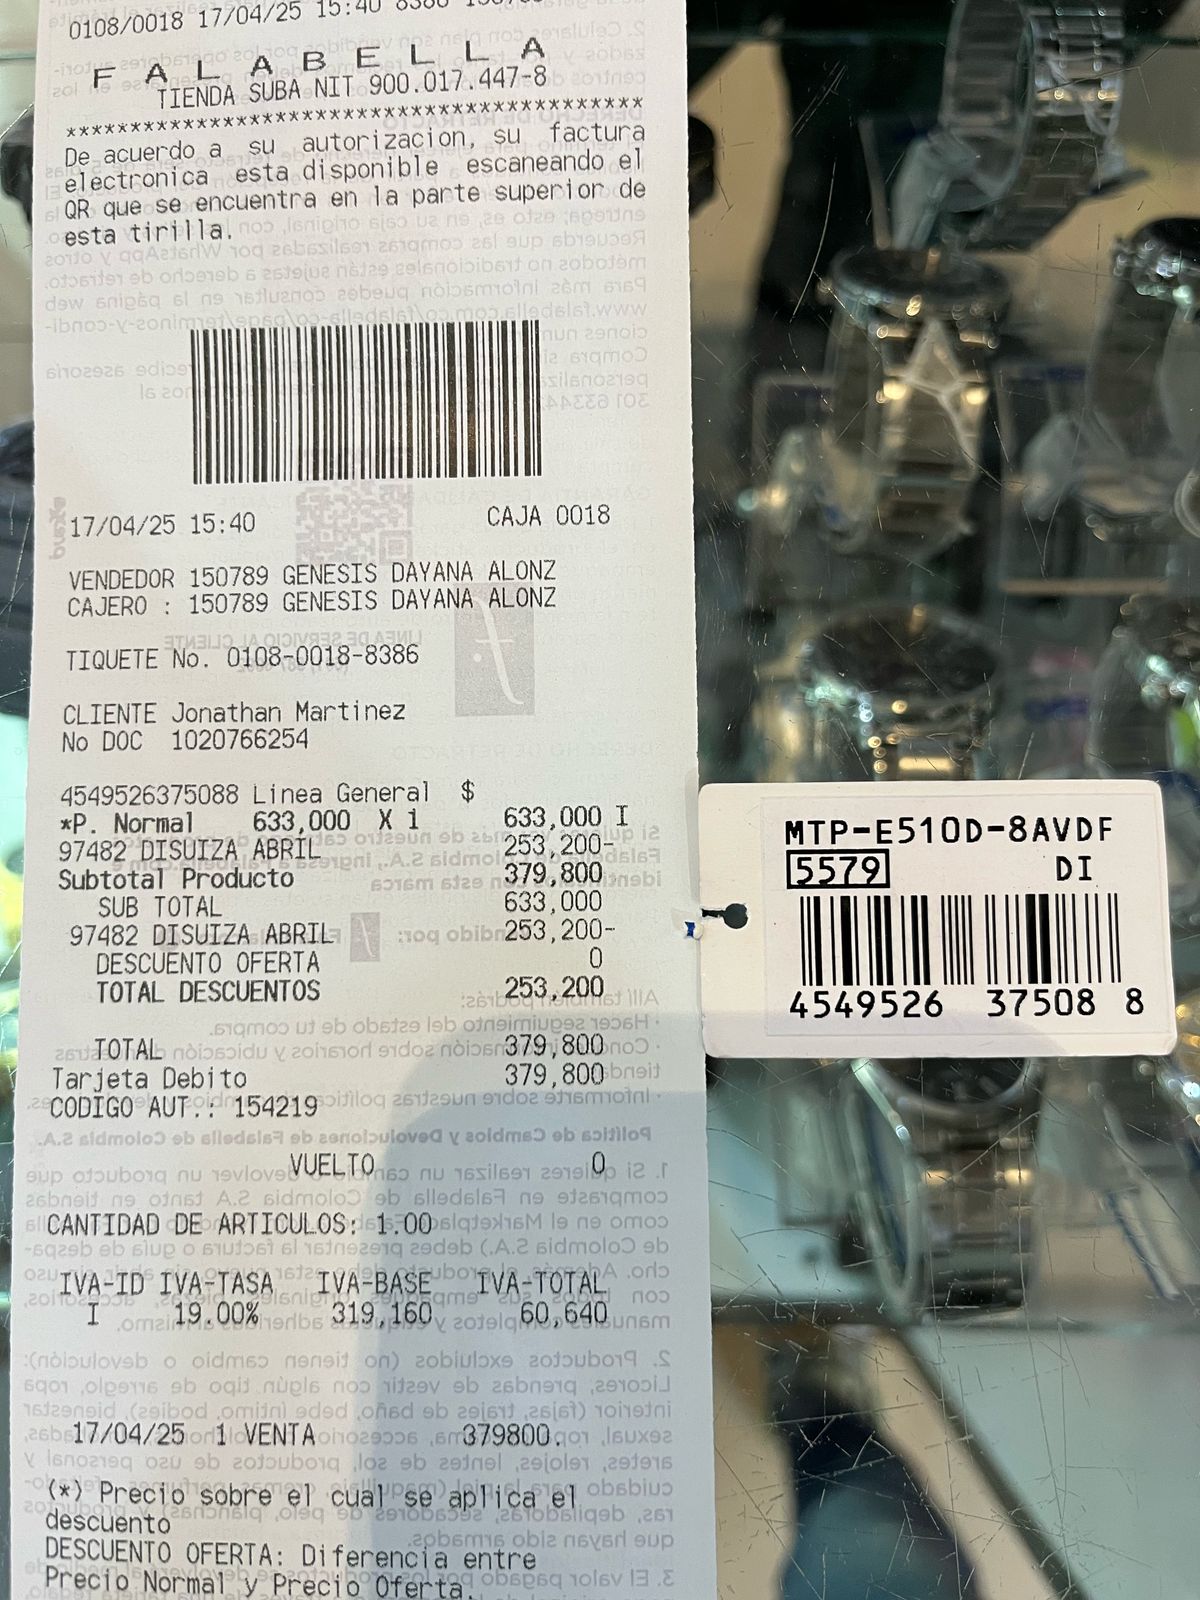 0108/0018 17/04/25 15:40 8386
F A L A B E L L A
TIENDA SUBA NIT 900.017.447-8
****************************************
De acuerdo a su autorizacion, su factura
electronica esta disponible escaneando el
QR que se encuentra en la parte superior de
esta tirilla.
17/04/25 15:40 CAJA 0018
VENDEDOR 150789 GENESIS DAYANA ALONZ
CAJERO : 150789 GENESIS DAYANA ALONZ
TIQUETE No. 0108-0018-8386
CLIENTE Jonathan Martinez
No DOC 1020766254
4549526375088 Linea General $
*P. Normal 633,000 X 1 633,000 I
97482 DISUIZA ABRIL 253,200-
Subtotal Producto 379,800
SUB TOTAL 633,000
97482 DISUIZA ABRIL 253,200-
DESCUENTO OFERTA 0
TOTAL DESCUENTOS 253,200
TOTAL 379,800
Tarjeta Debito 379,800
CODIGO AUT.: 154219
VUELTO 0
CANTIDAD DE ARTICULOS: 1.00
IVA-ID IVA-TASA IVA-BASE IVA-TOTAL
I 19.00% 319,160 60,640
17/04/25 1 VENTA 379800.
(*) Precio sobre el cual se aplica el
descuento
DESCUENTO OFERTA: Diferencia entre
Precio Normal y Precio Oferta.
MTP-E510D-8AVDF
5579 DI
4549526 37508 8